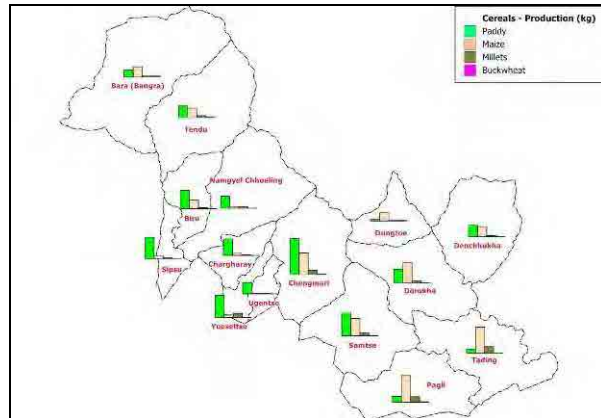 Cereals - Production (kg)
Paddy
Maize
Millets
Buckwheat
Bara (Bangra)
Tendu
Namgyel Chhoeling
Biru
Dungtoe
Denchhukha
Sipsu
Chargharay
Chengmari
Dorokha
Ugentse
Yoeseltse
Samtse
Tading
Pagli